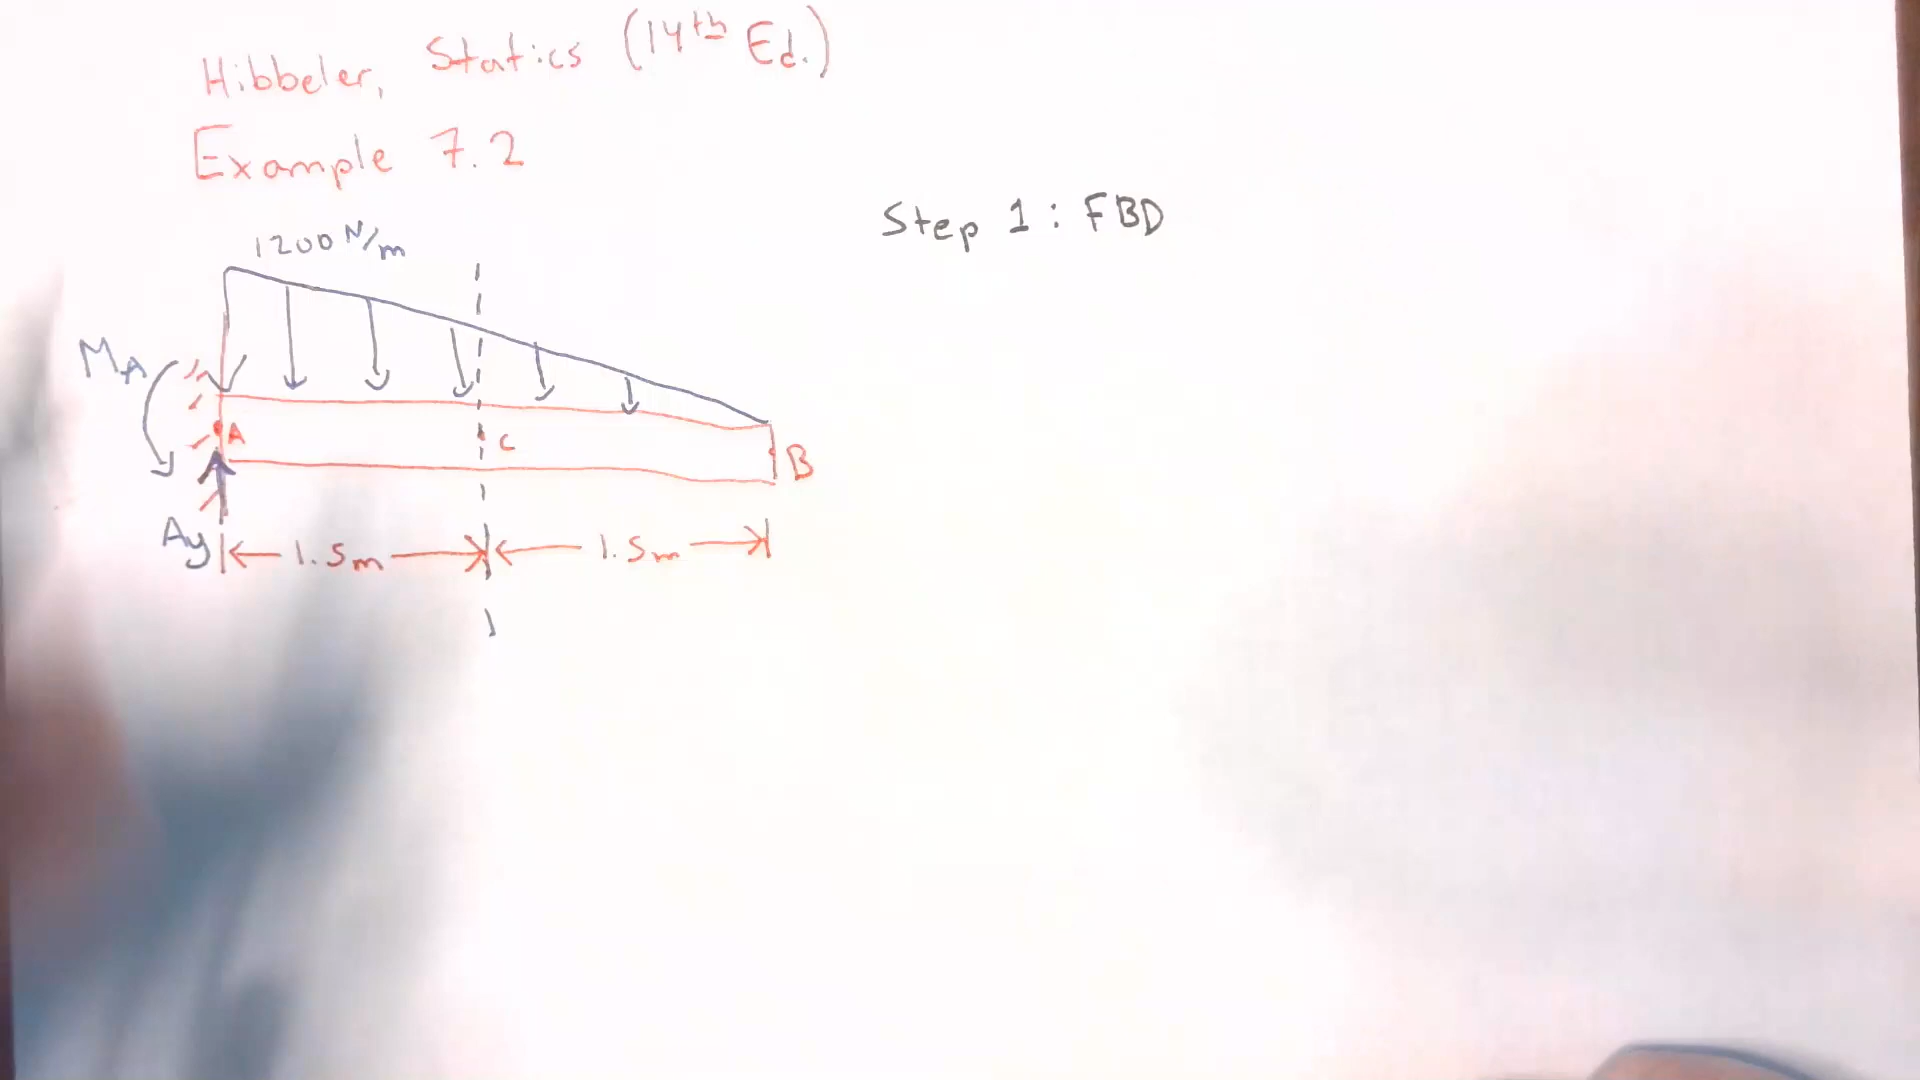 Hibbeler, Statics (14th Ed.)
Example 7.2
Step 1: FBD
1200 N/m
MA
A
C
B
Ay
1.5m
1.5m